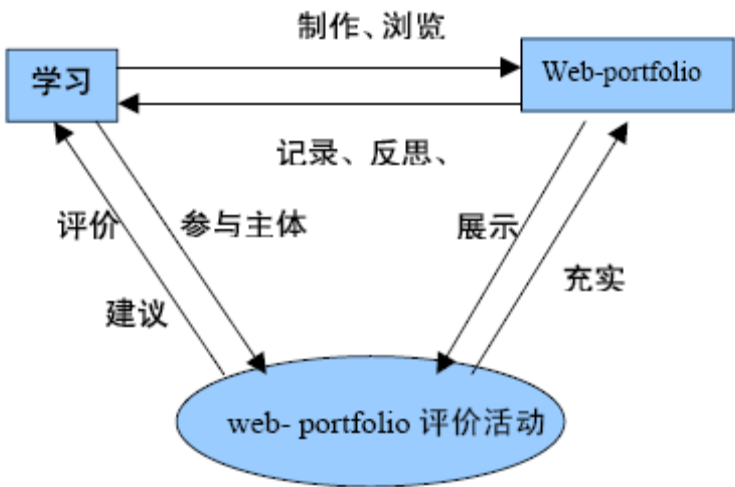 制作、浏览
学习
Web-portfolio
记录、反思、
评价
参与主体
展示
充实
建议
web- portfolio 评价活动